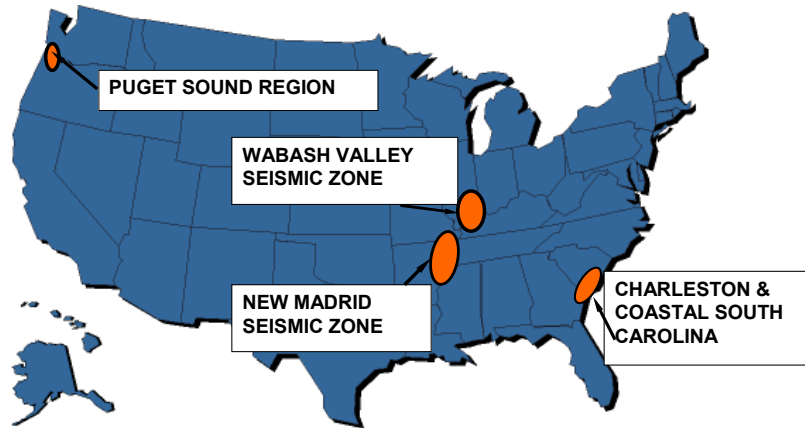 PUGET SOUND REGION
WABASH VALLEY
SEISMIC ZONE
NEW MADRID
SEISMIC ZONE
CHARLESTON &
COASTAL SOUTH
CAROLINA